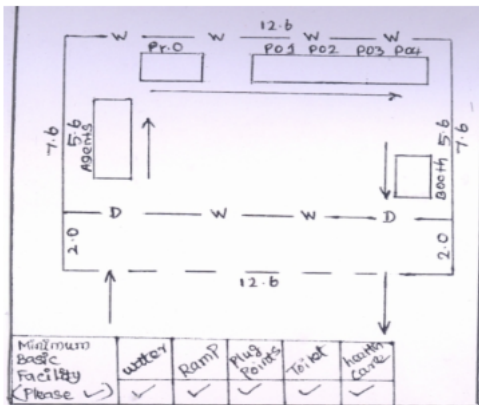 12.6
W W W W
Pr.O PO1 PO2 PO3 PO4
7.6 5.6 Agents Booth 5.6 7.6
D W W D
2.0 2.0
12.6
Minimum
Basic
Facility
(Please ✓)
water Ramp Plug Points Toilet health care
✓ ✓ ✓ ✓ ✓